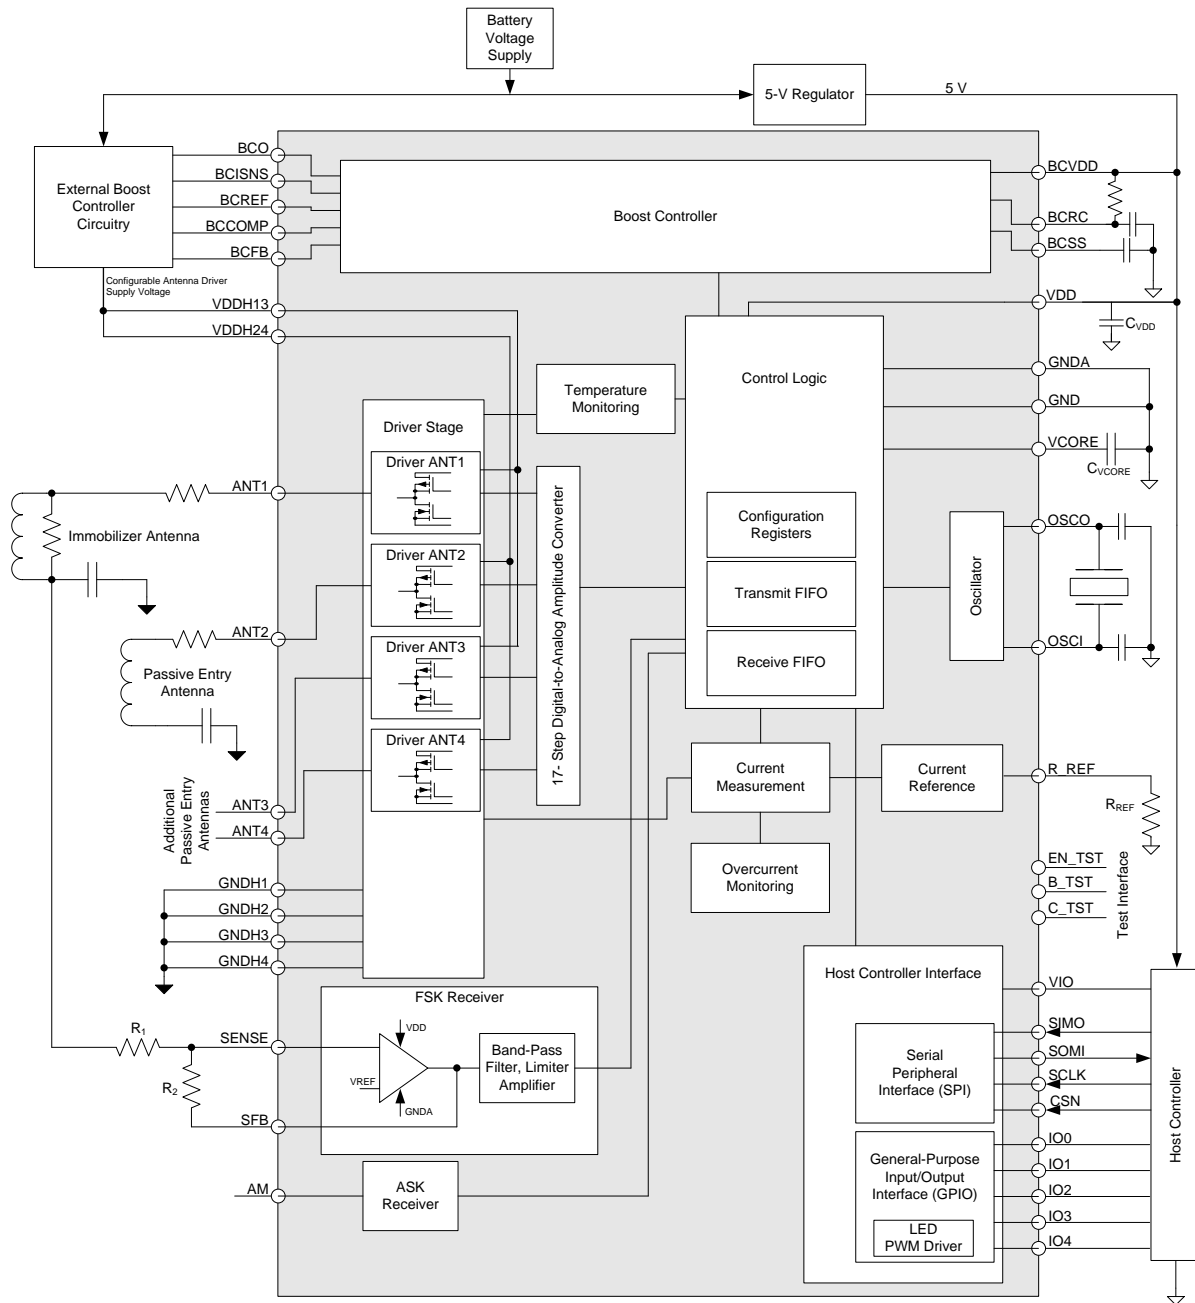 Battery
Voltage
Supply
5-V Regulator
5 V
External Boost
Controller
Circuitry
BCO
BCISNS
BCREF
BCCOMP
BCFB
Boost Controller
BCVDD
BCRC
BCSS
Configurable Antenna Driver
Supply Voltage
VDDH13
VDDH24
VDD
CVDD
Temperature
Monitoring
Control Logic
GNDA
GND
VCORE
CVCORE
Driver Stage
Driver ANT1
Driver ANT2
Driver ANT3
Driver ANT4
17- Step Digital-to-Analog Amplitude Converter
Configuration
Registers
Transmit FIFO
Receive FIFO
Oscillator
OSCO
OSCI
ANT1
Immobilizer Antenna
ANT2
Passive Entry
Antenna
Additional
Passive Entry
Antennas
ANT3
ANT4
Current
Measurement
Current
Reference
R_REF
RREF
Overcurrent
Monitoring
EN_TST
B_TST
C_TST
Test Interface
GNDH1
GNDH2
GNDH3
GNDH4
FSK Receiver
VDD
VREF
GNDA
Band-Pass
Filter, Limiter
Amplifier
R1
R2
SENSE
SFB
AM
ASK
Receiver
Host Controller Interface
Serial
Peripheral
Interface (SPI)
General-Purpose
Input/Output
Interface (GPIO)
LED
PWM Driver
VIO
SIMO
SOMI
SCLK
CSN
IO0
IO1
IO2
IO3
IO4
Host Controller